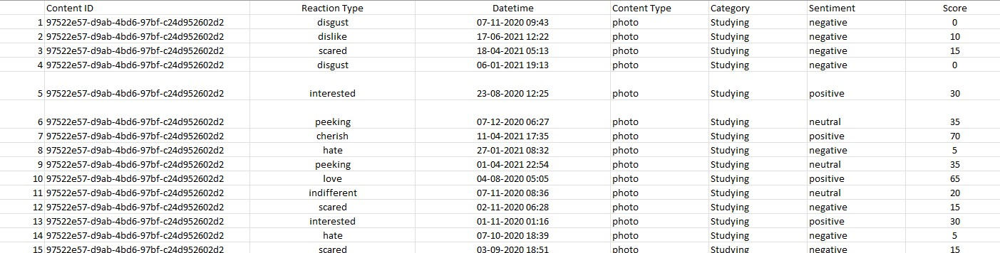 Content ID Reaction Type Datetime Content Type Category Sentiment Score
1 97522e57-d9ab-4bd6-97bf-c24d952602d2 disgust 07-11-2020 09:43 photo Studying negative 0
2 97522e57-d9ab-4bd6-97bf-c24d952602d2 dislike 17-06-2021 12:22 photo Studying negative 10
3 97522e57-d9ab-4bd6-97bf-c24d952602d2 scared 18-04-2021 05:13 photo Studying negative 15
4 97522e57-d9ab-4bd6-97bf-c24d952602d2 disgust 06-01-2021 19:13 photo Studying negative 0
5 97522e57-d9ab-4bd6-97bf-c24d952602d2 interested 23-08-2020 12:25 photo Studying positive 30
6 97522e57-d9ab-4bd6-97bf-c24d952602d2 peeking 07-12-2020 06:27 photo Studying neutral 35
7 97522e57-d9ab-4bd6-97bf-c24d952602d2 cherish 11-04-2021 17:35 photo Studying positive 70
8 97522e57-d9ab-4bd6-97bf-c24d952602d2 hate 27-01-2021 08:32 photo Studying negative 5
9 97522e57-d9ab-4bd6-97bf-c24d952602d2 peeking 01-04-2021 22:54 photo Studying neutral 35
10 97522e57-d9ab-4bd6-97bf-c24d952602d2 love 04-08-2020 05:05 photo Studying positive 65
11 97522e57-d9ab-4bd6-97bf-c24d952602d2 indifferent 07-11-2020 08:36 photo Studying neutral 20
12 97522e57-d9ab-4bd6-97bf-c24d952602d2 scared 02-11-2020 06:28 photo Studying negative 15
13 97522e57-d9ab-4bd6-97bf-c24d952602d2 interested 01-11-2020 01:16 photo Studying positive 30
14 97522e57-d9ab-4bd6-97bf-c24d952602d2 hate 07-10-2020 18:39 photo Studying negative 5
15 97522e57-d9ab-4bd6-97bf-c24d952602d2 scared 03-09-2020 18:51 photo Studying negative 15